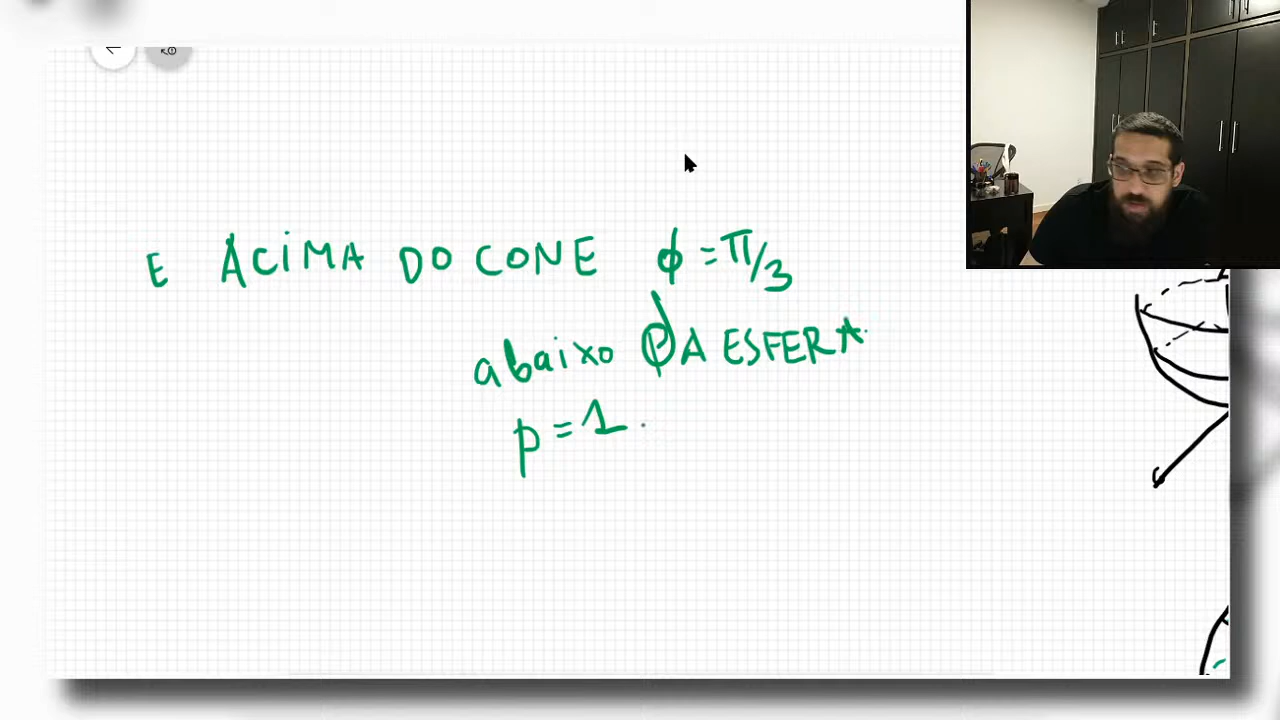 E ACIMA DO CONE φ = π/3
abaixo DA ESFERA
ρ = 1.